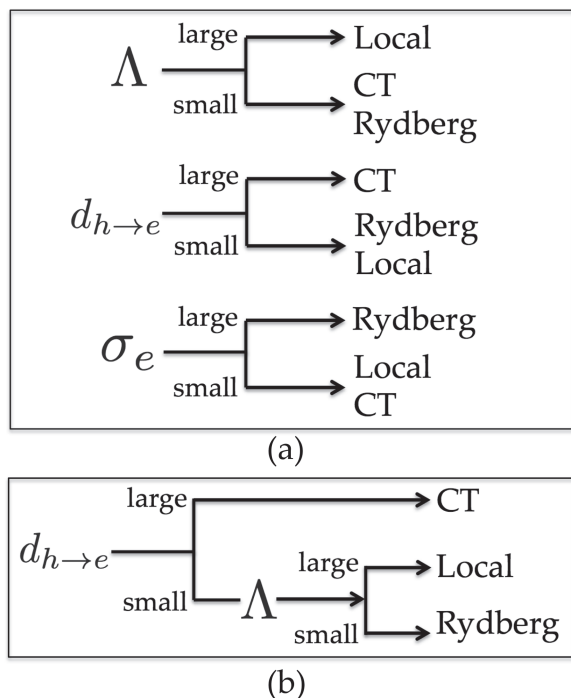 large
Local
Λ
CT
small
Rydberg
large
CT
d_{h→e}
Rydberg
small
Local
large
Rydberg
σ_e
Local
small
CT
(a)
large
CT
d_{h→e}
large
Local
small
Λ
small
Rydberg
(b)